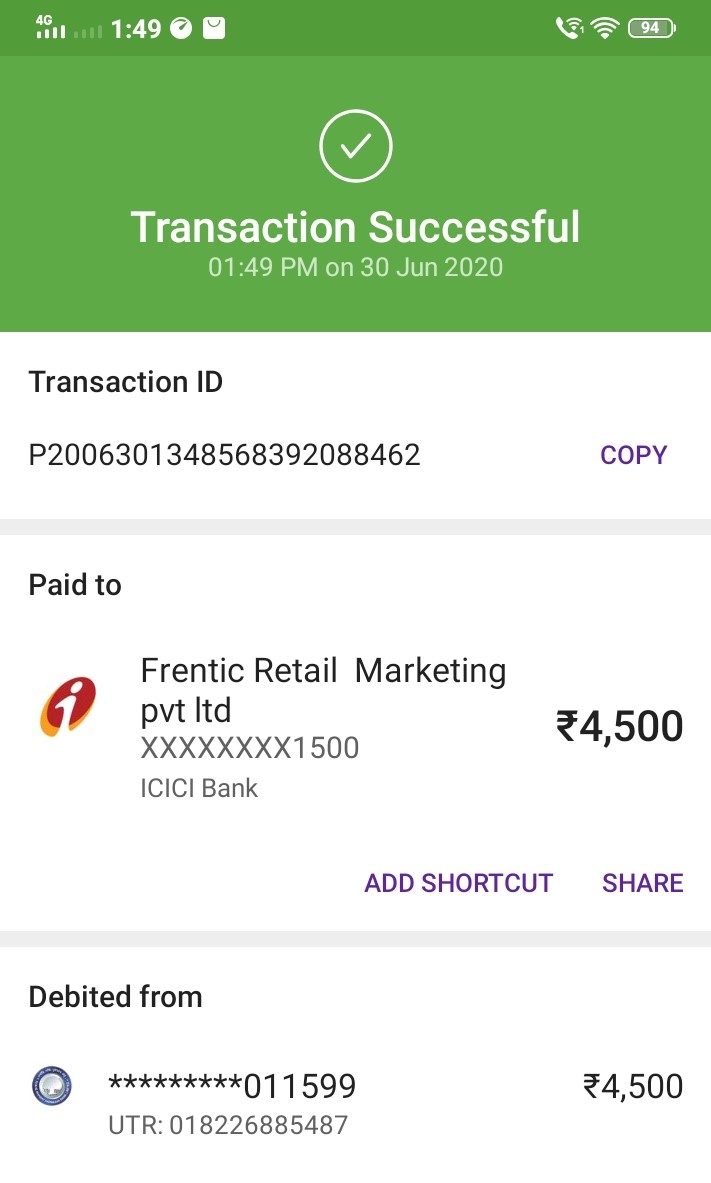 4G
1:49
1
94
Transaction Successful
01:49 PM on 30 Jun 2020
Transaction ID
P2006301348568392088462
COPY
Paid to
Frentic Retail  Marketing
pvt ltd
XXXXXXXX1500
ICICI Bank
₹4,500
ADD SHORTCUT
SHARE
Debited from
*********011599
₹4,500
UTR: 018226885487